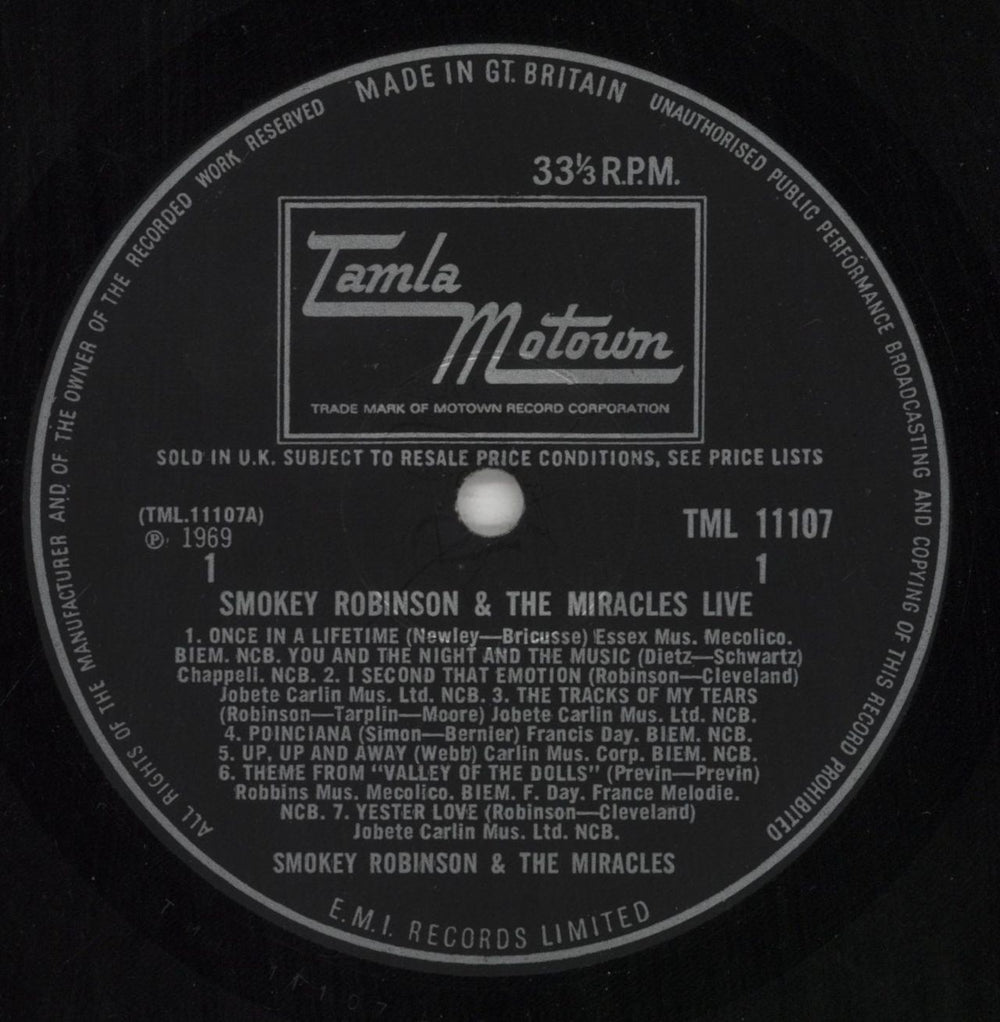 MADE IN GT. BRITAIN
UNAUTHORISED PUBLIC PERFORMANCE BROADCASTING AND COPYING OF THIS RECORD PROHIBITED
ALL RIGHTS OF THE MANUFACTURER AND OF THE OWNER OF THE RECORDED WORK RESERVED
33⅓ R.P.M.
Tamla
Motown
TRADE MARK OF MOTOWN RECORD CORPORATION
SOLD IN U.K. SUBJECT TO RESALE PRICE CONDITIONS, SEE PRICE LISTS
(TML.11107A)
TML 11107
℗ 1969
1
1
SMOKEY ROBINSON & THE MIRACLES LIVE
1. ONCE IN A LIFETIME (Newley—Bricusse) Essex Mus. Mecolico.
BIEM. NCB. YOU AND THE NIGHT AND THE MUSIC (Dietz—Schwartz)
Chappell. NCB. 2. I SECOND THAT EMOTION (Robinson—Cleveland)
Jobete Carlin Mus. Ltd. NCB. 3. THE TRACKS OF MY TEARS
(Robinson—Tarplin—Moore) Jobete Carlin Mus. Ltd. NCB.
4. POINCIANA (Simon—Bernier) Francis Day. BIEM. NCB.
5. UP, UP AND AWAY (Webb) Carlin Mus. Corp. BIEM. NCB.
6. THEME FROM “VALLEY OF THE DOLLS” (Previn—Previn)
Robbins Mus. Mecolico. BIEM. F. Day. France Melodie.
NCB. 7. YESTER LOVE (Robinson—Cleveland)
Jobete Carlin Mus. Ltd. NCB.
SMOKEY ROBINSON & THE MIRACLES
E.M.I. RECORDS LIMITED